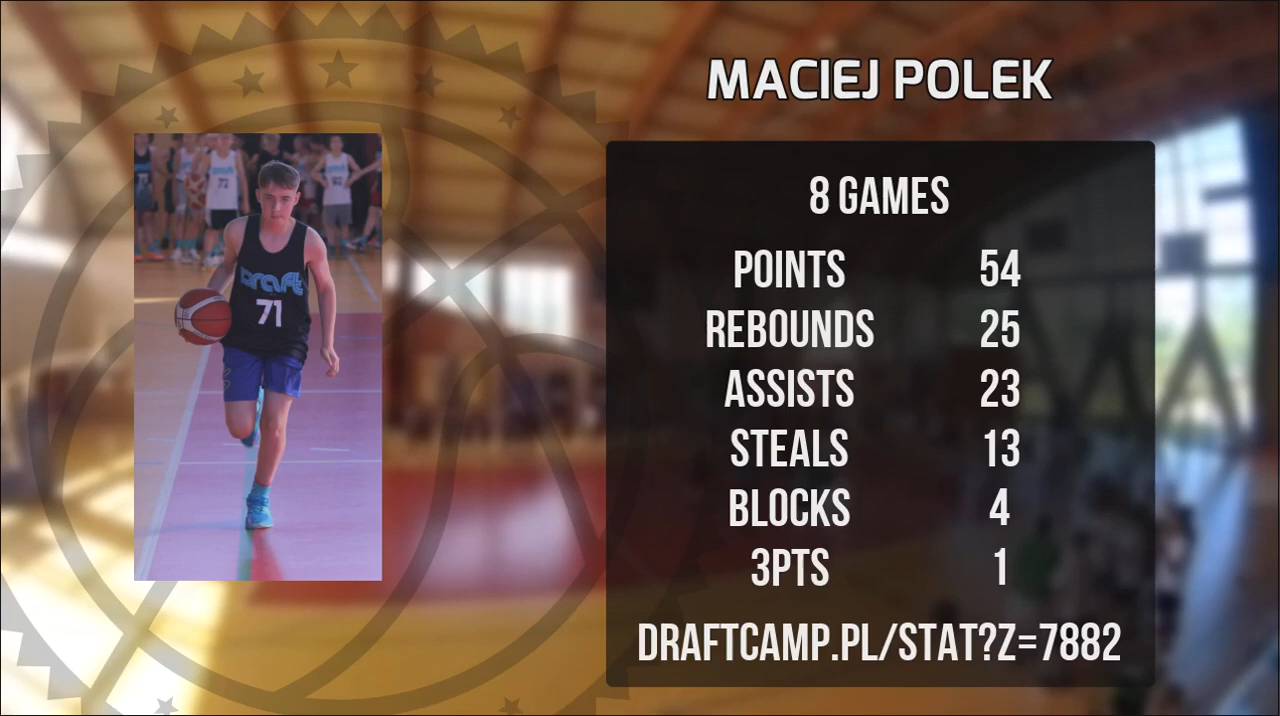 MACIEJ POLEK
8 GAMES
POINTS 54
REBOUNDS 25
ASSISTS 23
STEALS 13
BLOCKS 4
3PTS 1
DRAFTCAMP.PL/STAT?Z=7882
Draft
71